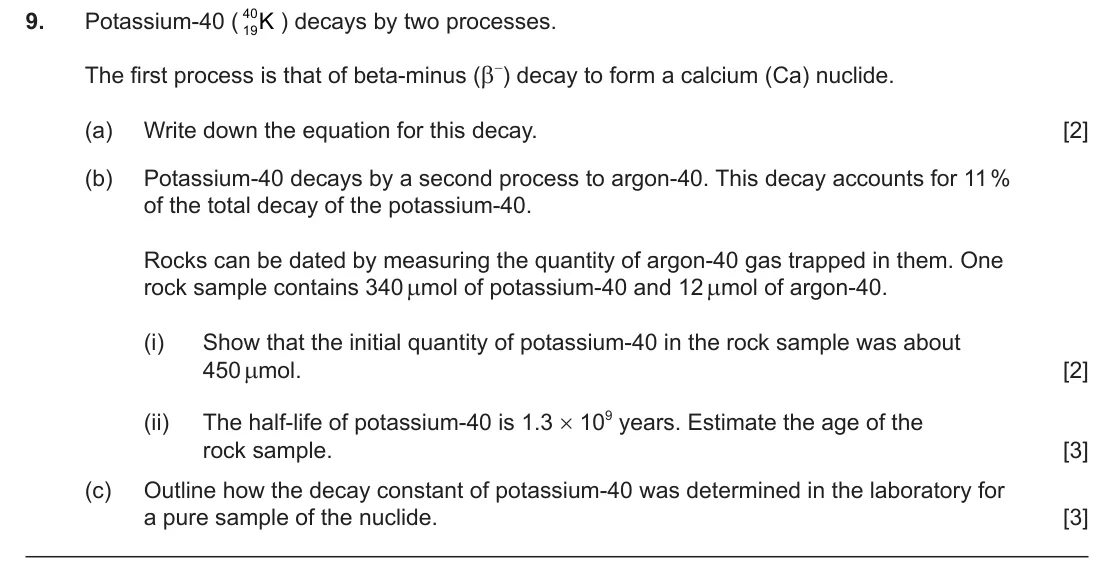 9. Potassium-40 ( ⁴⁰₁₉K ) decays by two processes.
The first process is that of beta-minus (β⁻) decay to form a calcium (Ca) nuclide.
(a) Write down the equation for this decay. [2]
(b) Potassium-40 decays by a second process to argon-40. This decay accounts for 11 %
of the total decay of the potassium-40.
Rocks can be dated by measuring the quantity of argon-40 gas trapped in them. One
rock sample contains 340 μmol of potassium-40 and 12 μmol of argon-40.
(i) Show that the initial quantity of potassium-40 in the rock sample was about
450 μmol. [2]
(ii) The half-life of potassium-40 is 1.3 × 10⁹ years. Estimate the age of the
rock sample. [3]
(c) Outline how the decay constant of potassium-40 was determined in the laboratory for
a pure sample of the nuclide. [3]